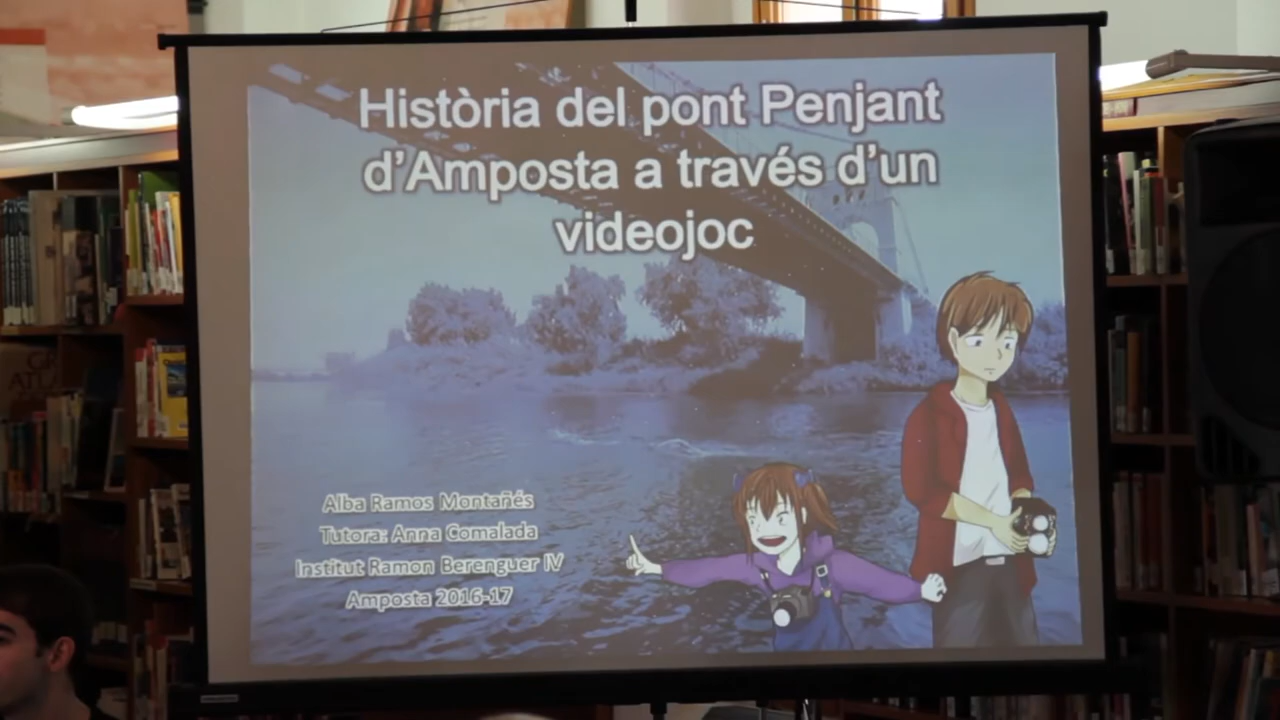 Història del pont Penjant
d'Amposta a través d'un
videojoc
Alba Ramos Montañés
Tutora: Anna Comalada
Institut Ramon Berenguer IV
Amposta 2016-17